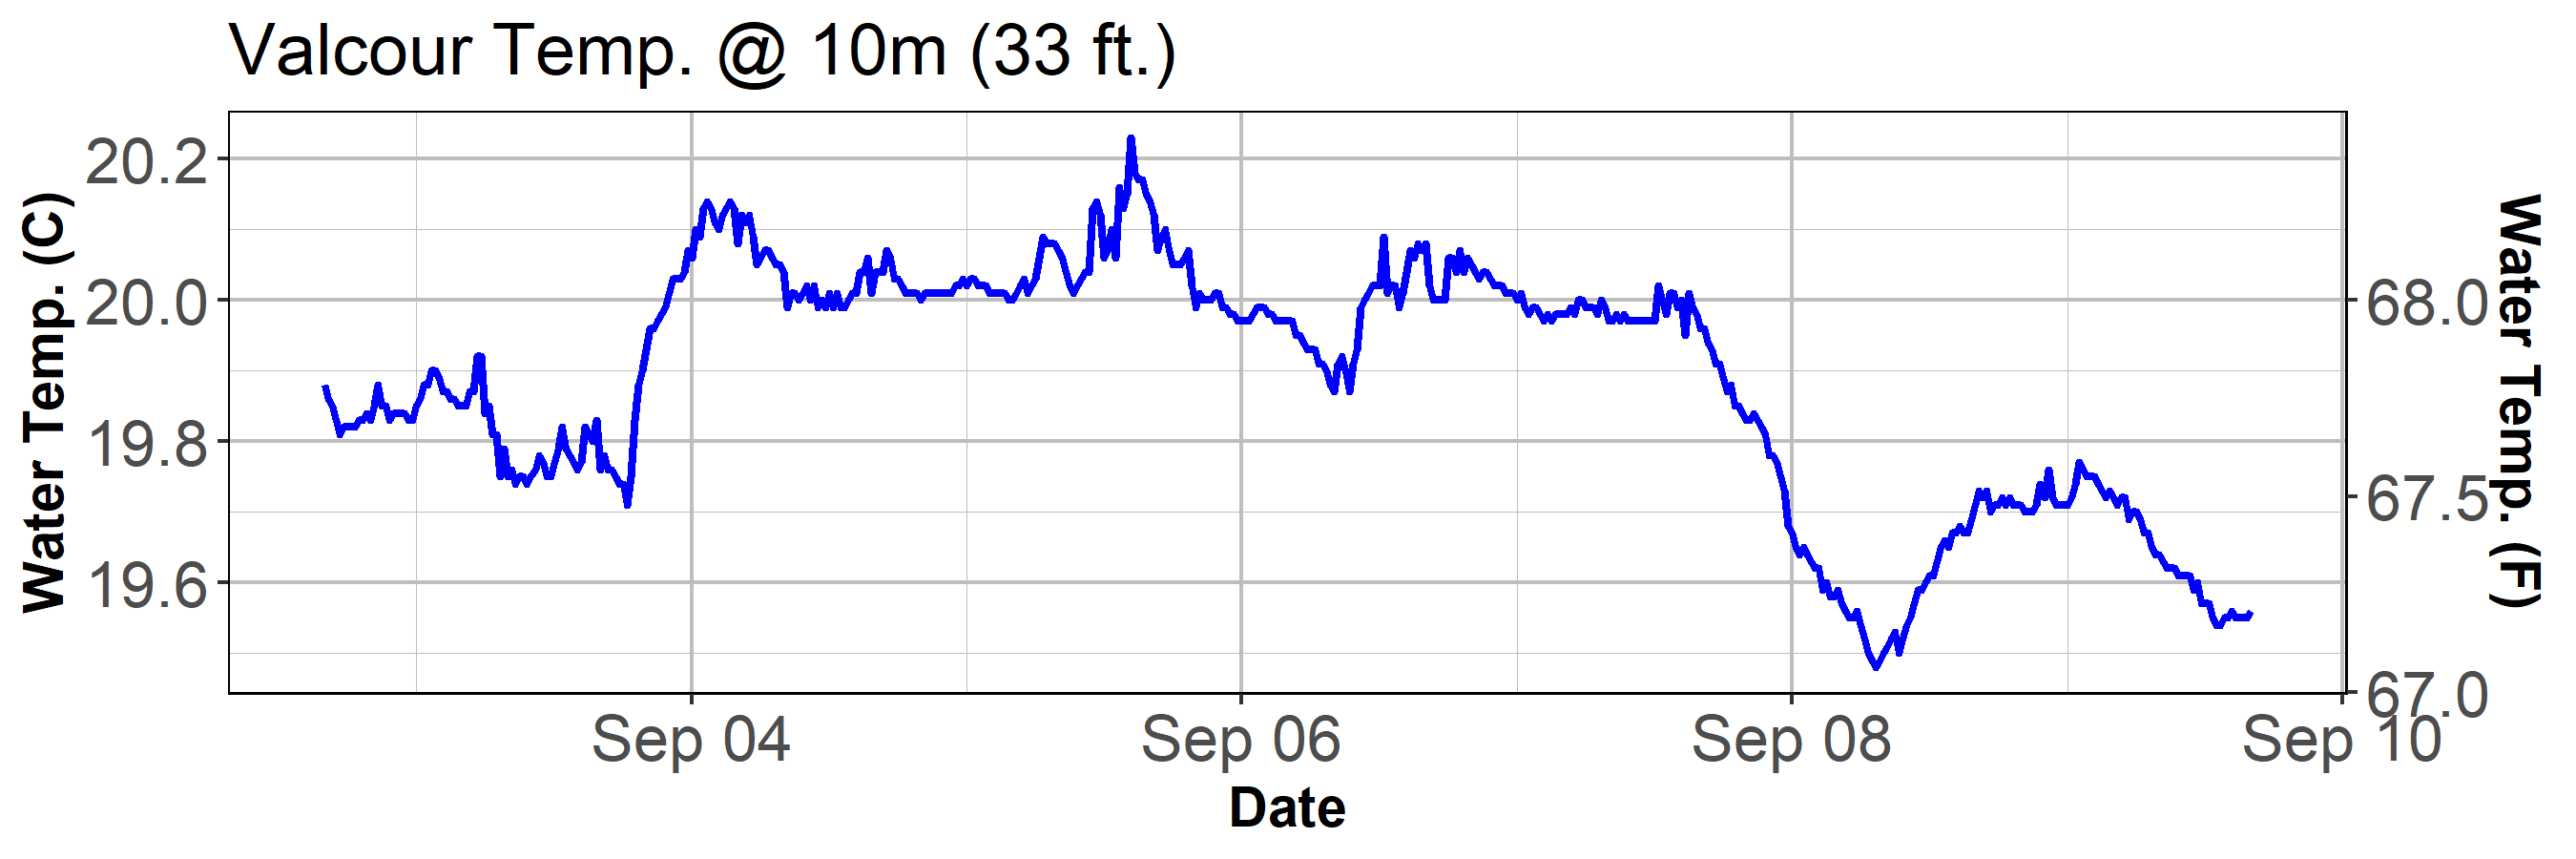 Valcour Temp. @ 10m (33 ft.)
Water Temp. (C)
20.2
20.0
19.8
19.6
68.0
67.5
67.0
Water Temp. (F)
Sep 04 Sep 06 Sep 08 Sep 10
Date